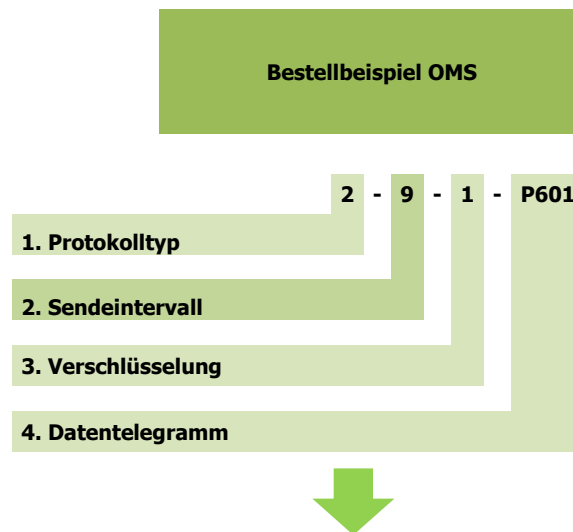 Bestellbeispiel OMS
2 - 9 - 1 - P601
1. Protokolltyp
2. Sendeintervall
3. Verschlüsselung
4. Datentelegramm